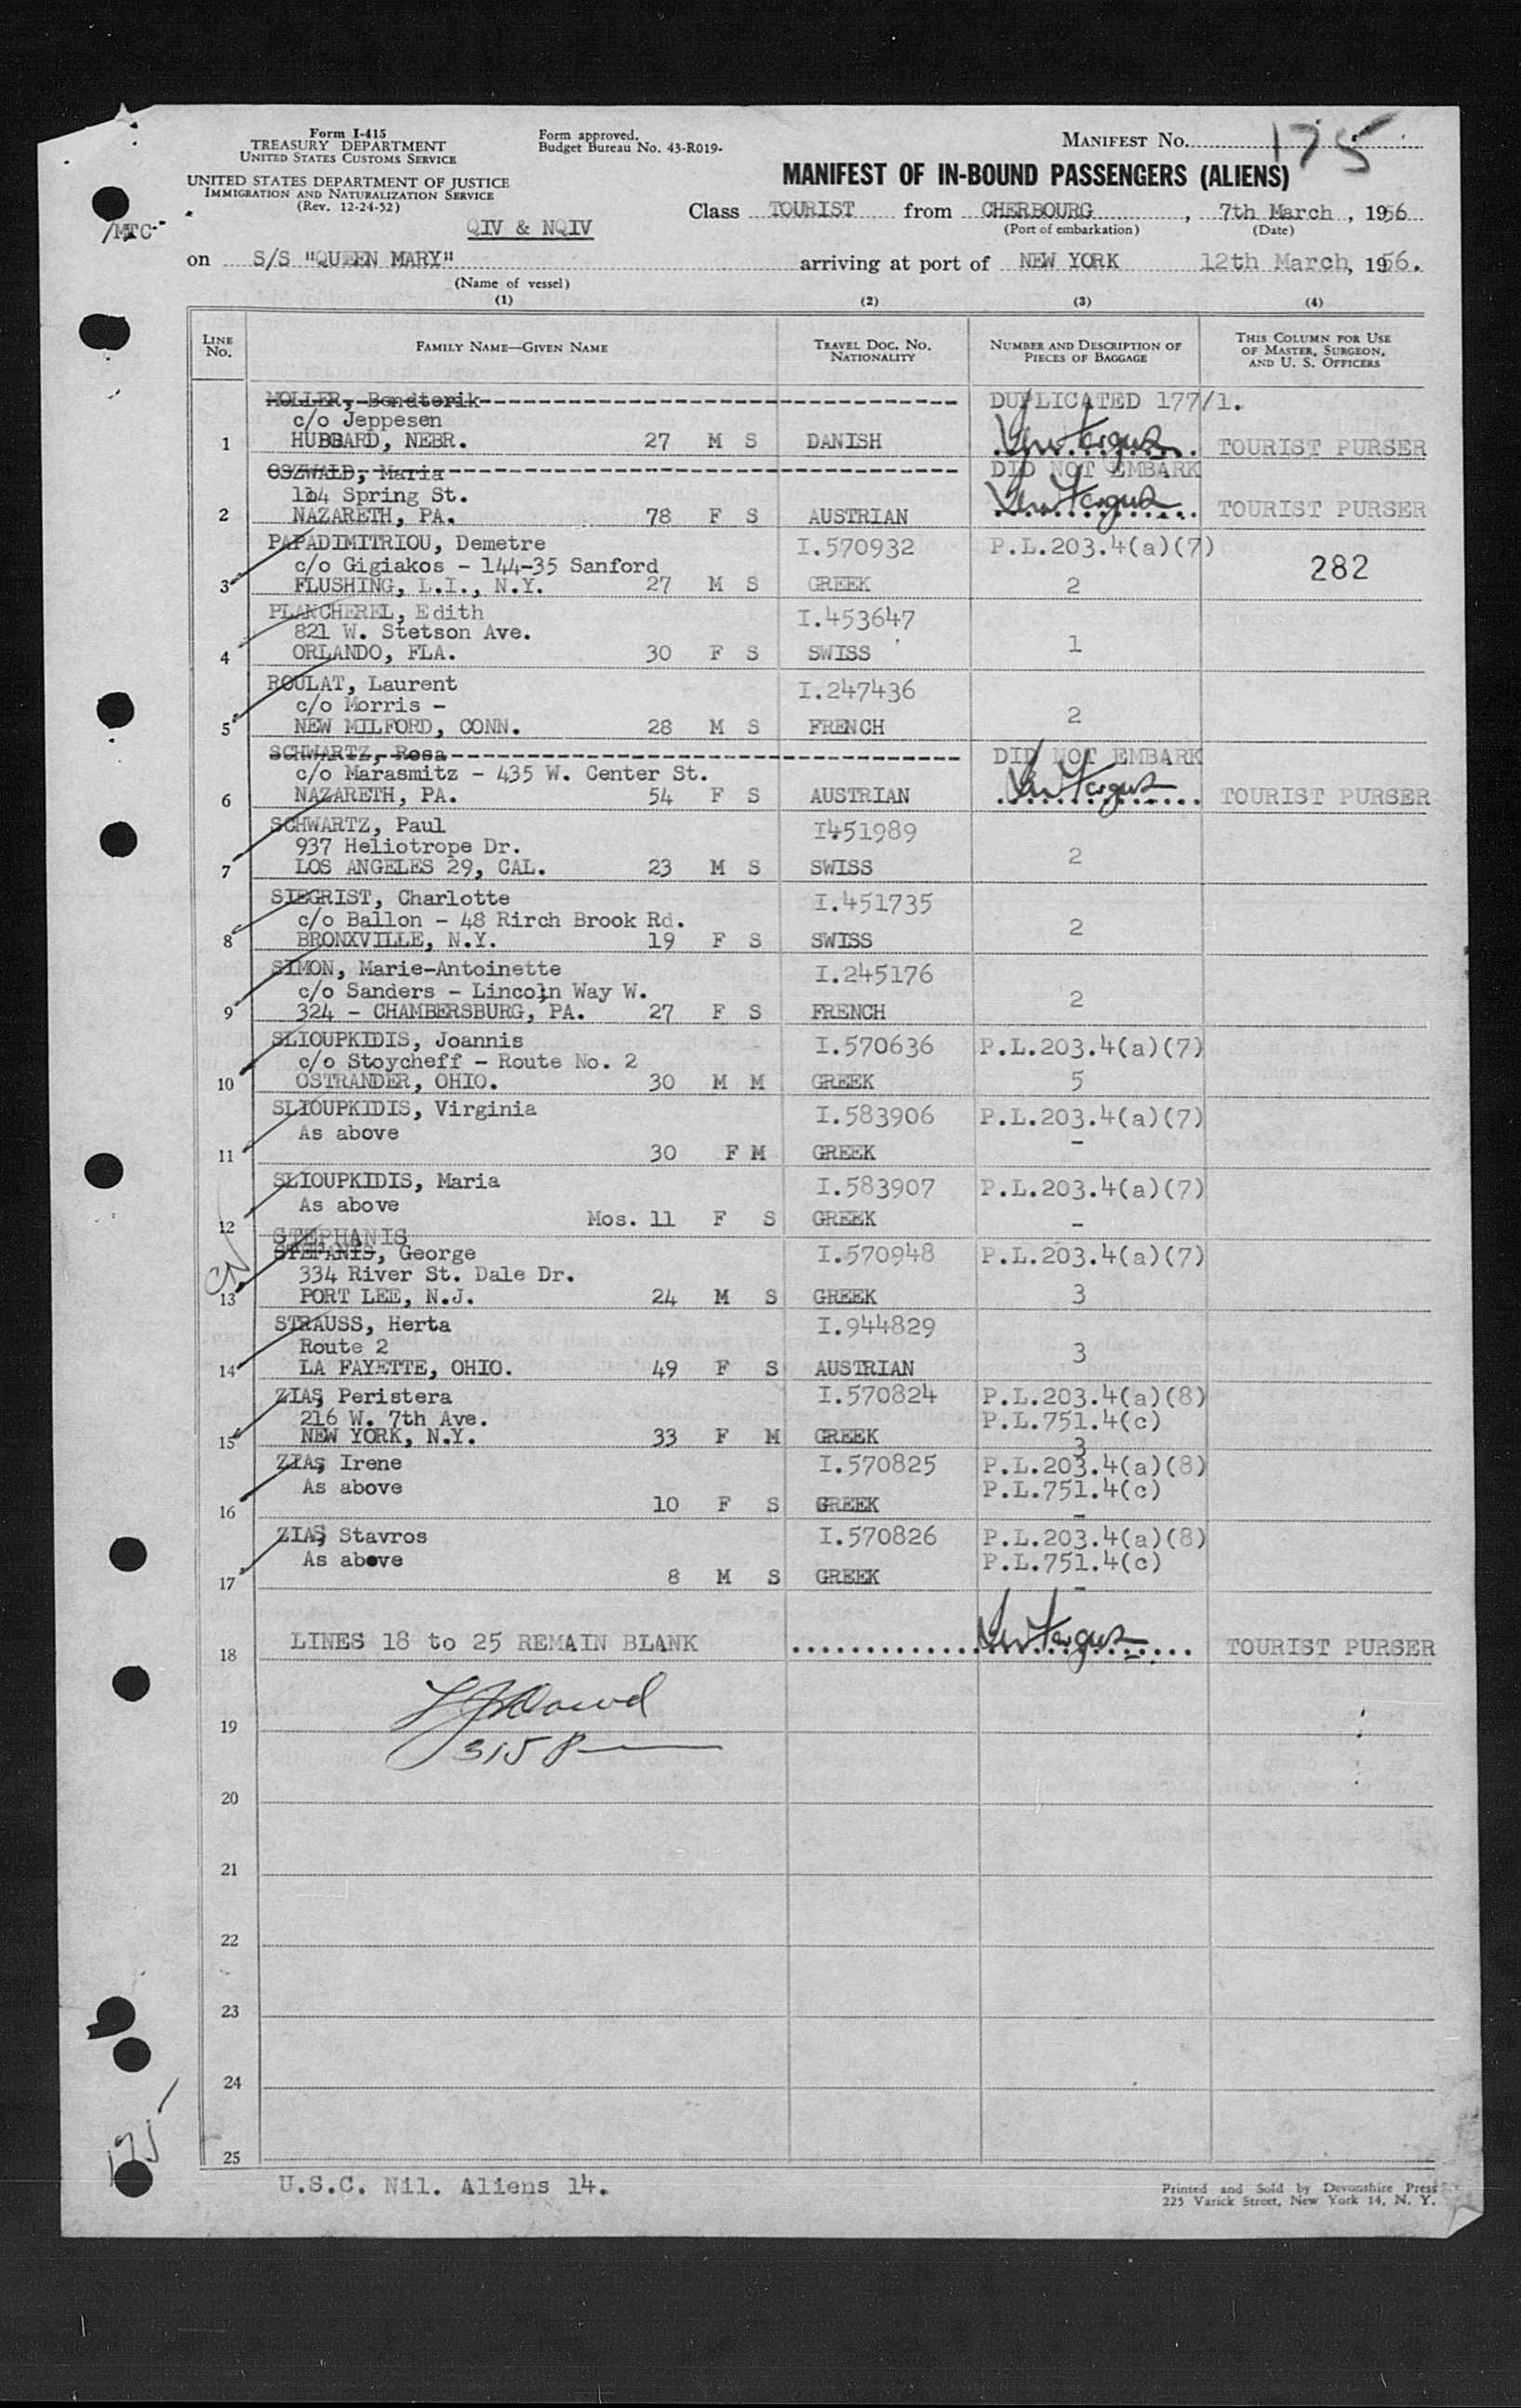 Form I-415
TREASURY DEPARTMENT
UNITED STATES CUSTOMS SERVICE
Form approved.
Budget Bureau No. 43-R019-
MANIFEST No. 175
UNITED STATES DEPARTMENT OF JUSTICE
IMMIGRATION AND NATURALIZATION SERVICE
(Rev. 12-24-52)
MANIFEST OF IN-BOUND PASSENGERS (ALIENS)
/MTC
QIV & NQIV
Class TOURIST from CHERBOURG, 7th March, 1956
(Port of embarkation) (Date)
on S/S "QUEEN MARY" arriving at port of NEW YORK 12th March, 1956.
(Name of vessel)
(1) (2) (3) (4)
LINE No. FAMILY NAME—GIVEN NAME TRAVEL DOC. NO. NATIONALITY NUMBER AND DESCRIPTION OF PIECES OF BAGGAGE THIS COLUMN FOR USE OF MASTER, SURGEON, AND U. S. OFFICERS
MOLLER, Bendterik DUPLICATED 177/1.
c/o Jeppesen
1 HUBBARD, NEBR. 27 M S DANISH TOURIST PURSER
OSZWALD, Maria DID NOT EMBARK
114 Spring St.
2 NAZARETH, PA. 78 F S AUSTRIAN TOURIST PURSER
PAPADIMITRIOU, Demetre I.570932 P.L.203.4(a)(7)
c/o Gigiakos - 144-35 Sanford 282
3 FLUSHING, L.I., N.Y. 27 M S GREEK 2
PLANCHEREL, Edith I.453647
821 W. Stetson Ave.
4 ORLANDO, FLA. 30 F S SWISS 1
ROULAT, Laurent I.247436
c/o Morris -
5 NEW MILFORD, CONN. 28 M S FRENCH 2
SCHWARTZ, Rosa DID NOT EMBARK
c/o Marasmitz - 435 W. Center St.
6 NAZARETH, PA. 54 F S AUSTRIAN TOURIST PURSER
SCHWARTZ, Paul I451989
937 Heliotrope Dr.
7 LOS ANGELES 29, CAL. 23 M S SWISS 2
SIEGRIST, Charlotte I.451735
c/o Ballon - 48 Rirch Brook Rd.
8 BRONXVILLE, N.Y. 19 F S SWISS 2
SIMON, Marie-Antoinette I.245176
c/o Sanders - Lincoln Way W.
9 324 - CHAMBERSBURG, PA. 27 F S FRENCH 2
SLIOUPKIDIS, Joannis I.570636 P.L.203.4(a)(7)
c/o Stoycheff - Route No. 2
10 OSTRANDER, OHIO. 30 M M GREEK 5
SLIOUPKIDIS, Virginia I.583906 P.L.203.4(a)(7)
As above -
11 30 F M GREEK
SLIOUPKIDIS, Maria I.583907 P.L.203.4(a)(7)
As above
12 Mos. 11 F S GREEK -
STEPHANIS
STEPANIS, George I.570948 P.L.203.4(a)(7)
334 River St. Dale Dr.
13 PORT LEE, N.J. 24 M S GREEK 3
STRAUSS, Herta I.944829
Route 2
14 LA FAYETTE, OHIO. 49 F S AUSTRIAN 3
ZIAS, Peristera I.570824 P.L.203.4(a)(8)
216 W. 7th Ave. P.L.751.4(c)
15 NEW YORK, N.Y. 33 F M GREEK 3
ZIAS, Irene I.570825 P.L.203.4(a)(8)
As above P.L.751.4(c)
16 10 F S GREEK -
ZIAS, Stavros I.570826 P.L.203.4(a)(8)
As above P.L.751.4(c)
17 8 M S GREEK -
18 LINES 18 to 25 REMAIN BLANK TOURIST PURSER
19
315 P
20
21
22
23
24
175
25
U.S.C. Nil. Aliens 14.
Printed and Sold by Devonshire Press
225 Varick Street, New York 14, N. Y.